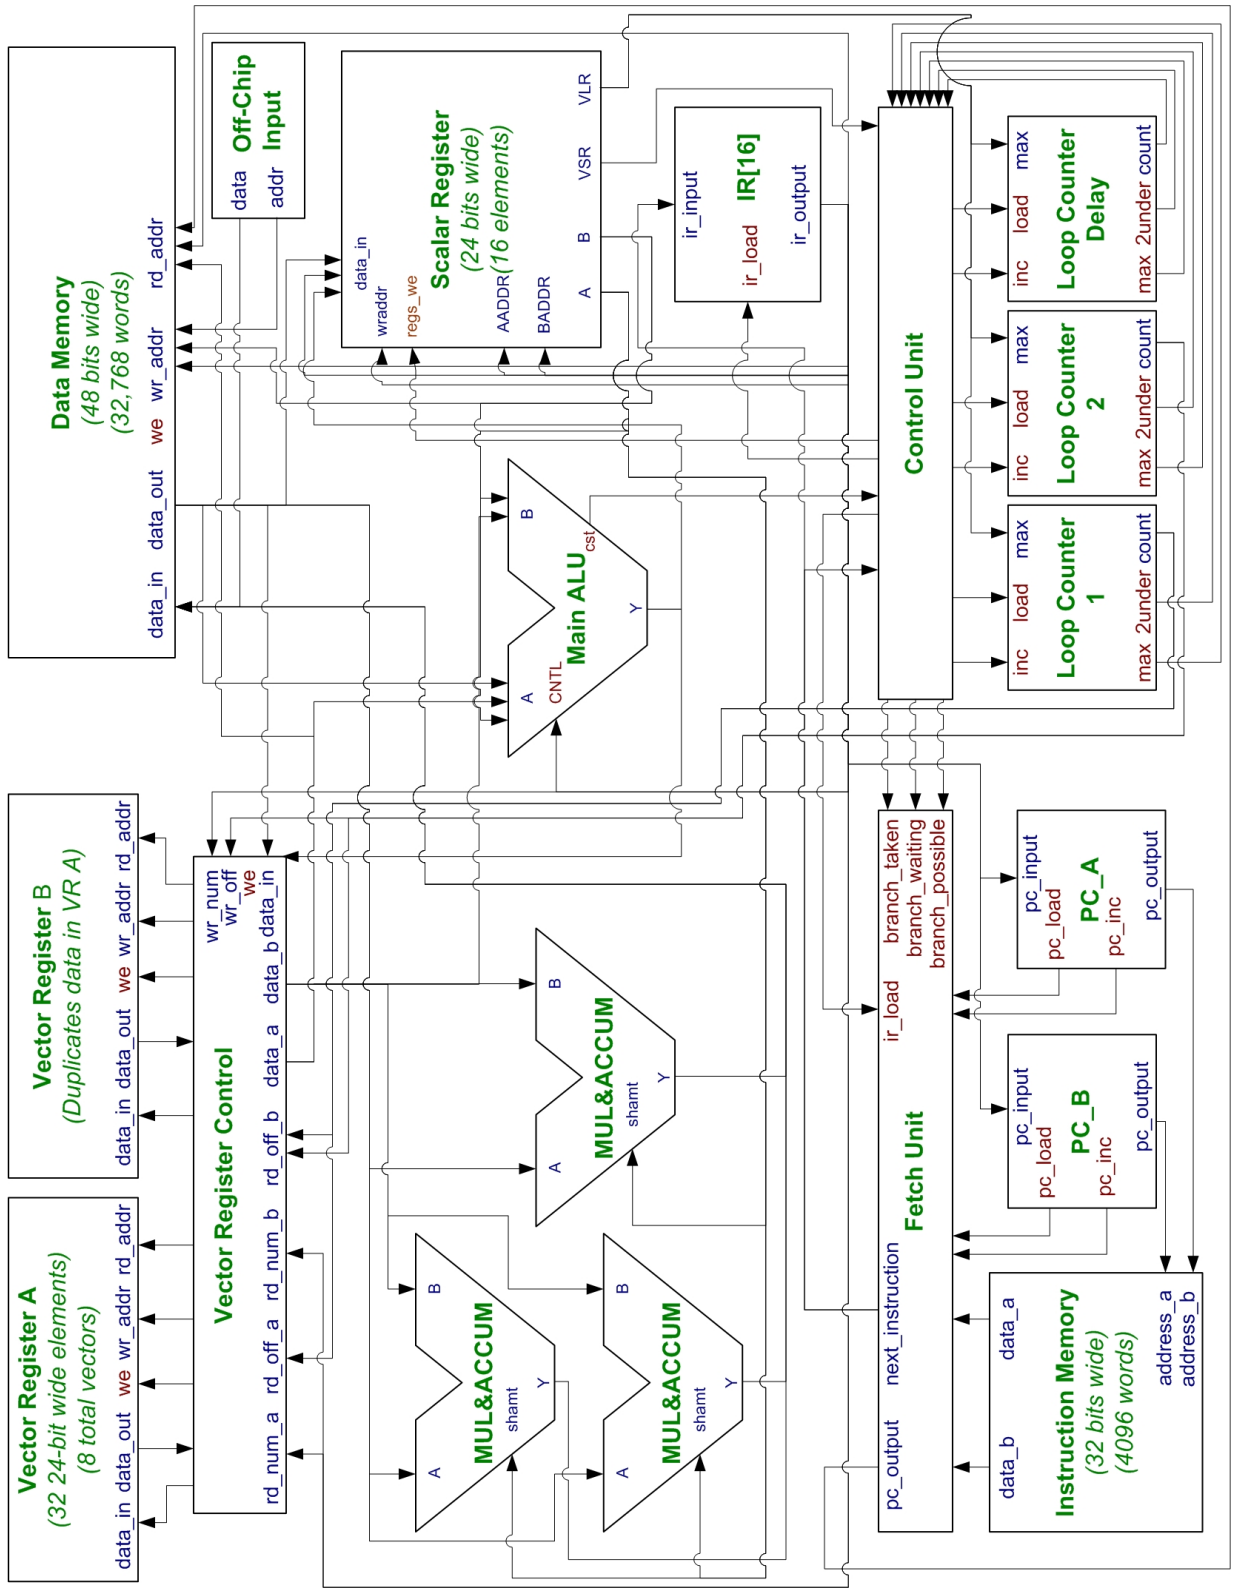 Vector Register A
(32 24-bit wide elements)
(8 total vectors)
data_in data_out we wr_addr rd_addr
Vector Register B
(Duplicates data in VR A)
data_in data_out we wr_addr rd_addr
Data Memory
(48 bits wide)
(32,768 words)
data_in data_out we wr_addr rd_addr
Off-Chip
Input
data
addr
Vector Register Control
wr_num
wr_off
we
rd_num_a rd_off_a rd_num_b rd_off_b data_a data_b data_in
Scalar Register
(24 bits wide)
(16 elements)
data_in
wraddr
regs_we
AADDR
BADDR
A B VSR VLR
MUL&ACCUM
A
B
shamt
Y
MUL&ACCUM
A
B
shamt
Y
MUL&ACCUM
A
B
shamt
Y
Main ALU
A
B
CNTL
cst
Y
IR[16]
ir_input
ir_load
ir_output
Fetch Unit
pc_output next_instruction
ir_load
branch_taken
branch_waiting
branch_possible
Control Unit
Instruction Memory
(32 bits wide)
(4096 words)
data_b data_a
address_a
address_b
PC_B
pc_input
pc_load
pc_inc
pc_output
PC_A
pc_input
pc_load
pc_inc
pc_output
inc load max
Loop Counter
1
max 2under count
inc load max
Loop Counter
2
max 2under count
inc load max
Loop Counter
Delay
max 2under count